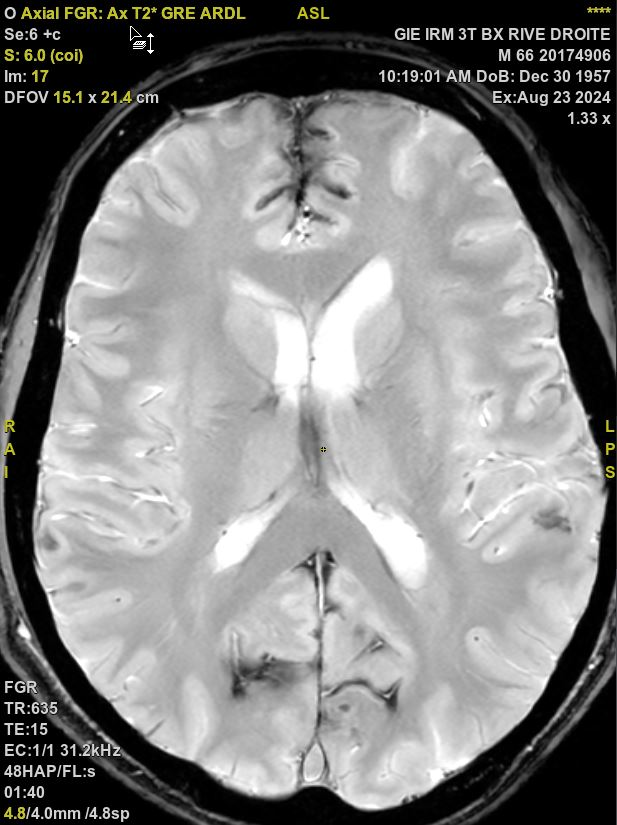 O Axial FGR: Ax T2* GRE ARDL
ASL
****
Se:6 +c
GIE IRM 3T BX RIVE DROITE
S: 6.0 (coi)
M 66 20174906
Im: 17
10:19:01 AM DoB: Dec 30 1957
DFOV 15.1 x 21.4 cm
Ex:Aug 23 2024
1.33 x
R
A
I
L
P
S
FGR
TR:635
TE:15
EC:1/1 31.2kHz
48HAP/FL:s
01:40
4.8/4.0mm /4.8sp